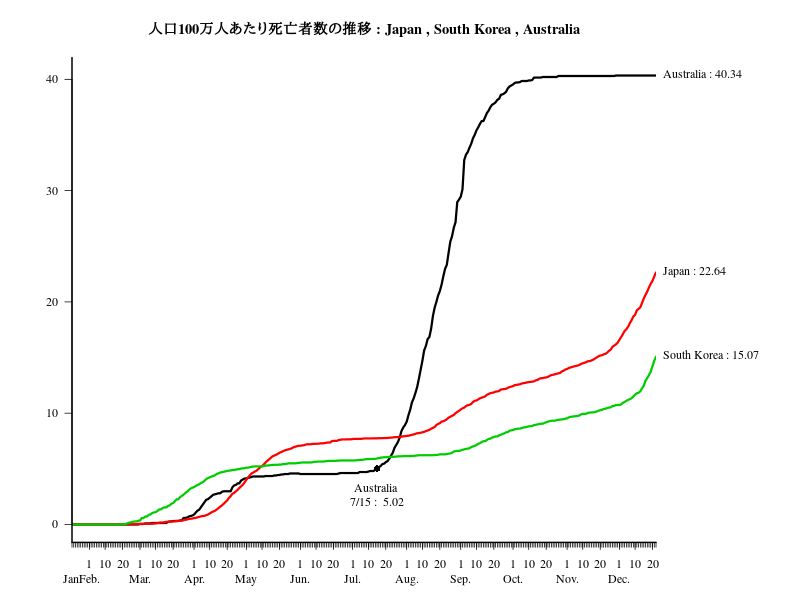 人口100万人あたり死亡者数の推移 : Japan , South Korea , Australia
40
30
20
10
0
Australia : 40.34
Japan : 22.64
South Korea : 15.07
Australia
7/15 : 5.02
1 10 20 1 10 20 1 10 20 1 10 20 1 10 20 1 10 20 1 10 20 1 10 20 1 10 20 1 10 20 1 10 20
JanFeb. Mar. Apr. May Jun. Jul. Aug. Sep. Oct. Nov. Dec.